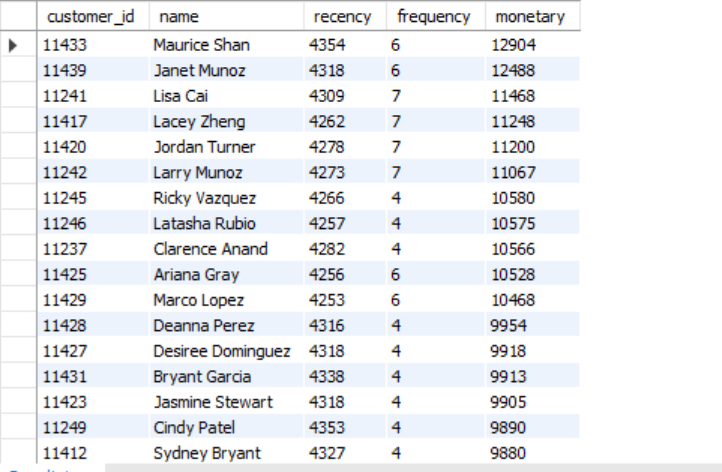 customer_id name recency frequency monetary
11433 Maurice Shan 4354 6 12904
11439 Janet Munoz 4318 6 12488
11241 Lisa Cai 4309 7 11468
11417 Lacey Zheng 4262 7 11248
11420 Jordan Turner 4278 7 11200
11242 Larry Munoz 4273 7 11067
11245 Ricky Vazquez 4266 4 10580
11246 Latasha Rubio 4257 4 10575
11237 Clarence Anand 4282 4 10566
11425 Ariana Gray 4256 6 10528
11429 Marco Lopez 4253 6 10468
11428 Deanna Perez 4316 4 9954
11427 Desiree Dominguez 4318 4 9918
11431 Bryant Garcia 4338 4 9913
11423 Jasmine Stewart 4318 4 9905
11249 Cindy Patel 4353 4 9890
11412 Sydney Bryant 4327 4 9880